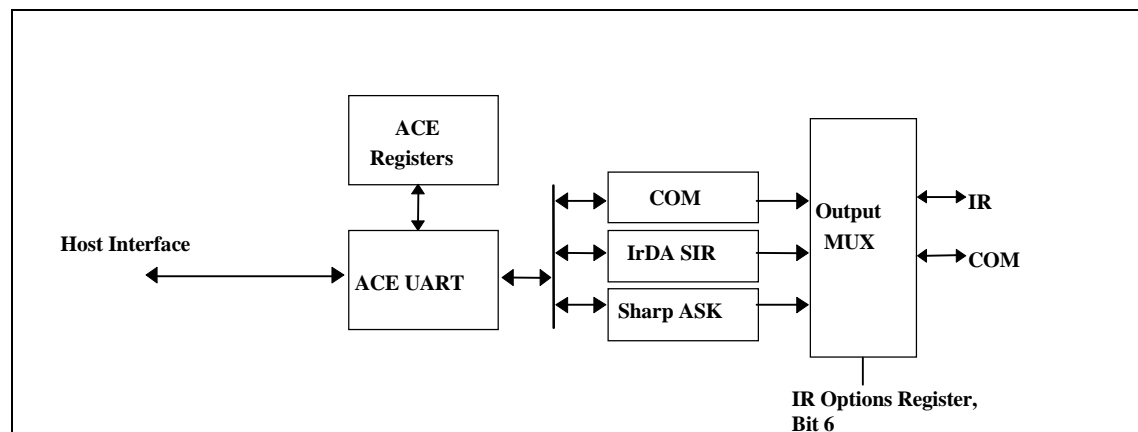 ACE
Registers
Host Interface
ACE UART
COM
IrDA SIR
Sharp ASK
Output
MUX
IR
COM
IR Options Register,
Bit 6